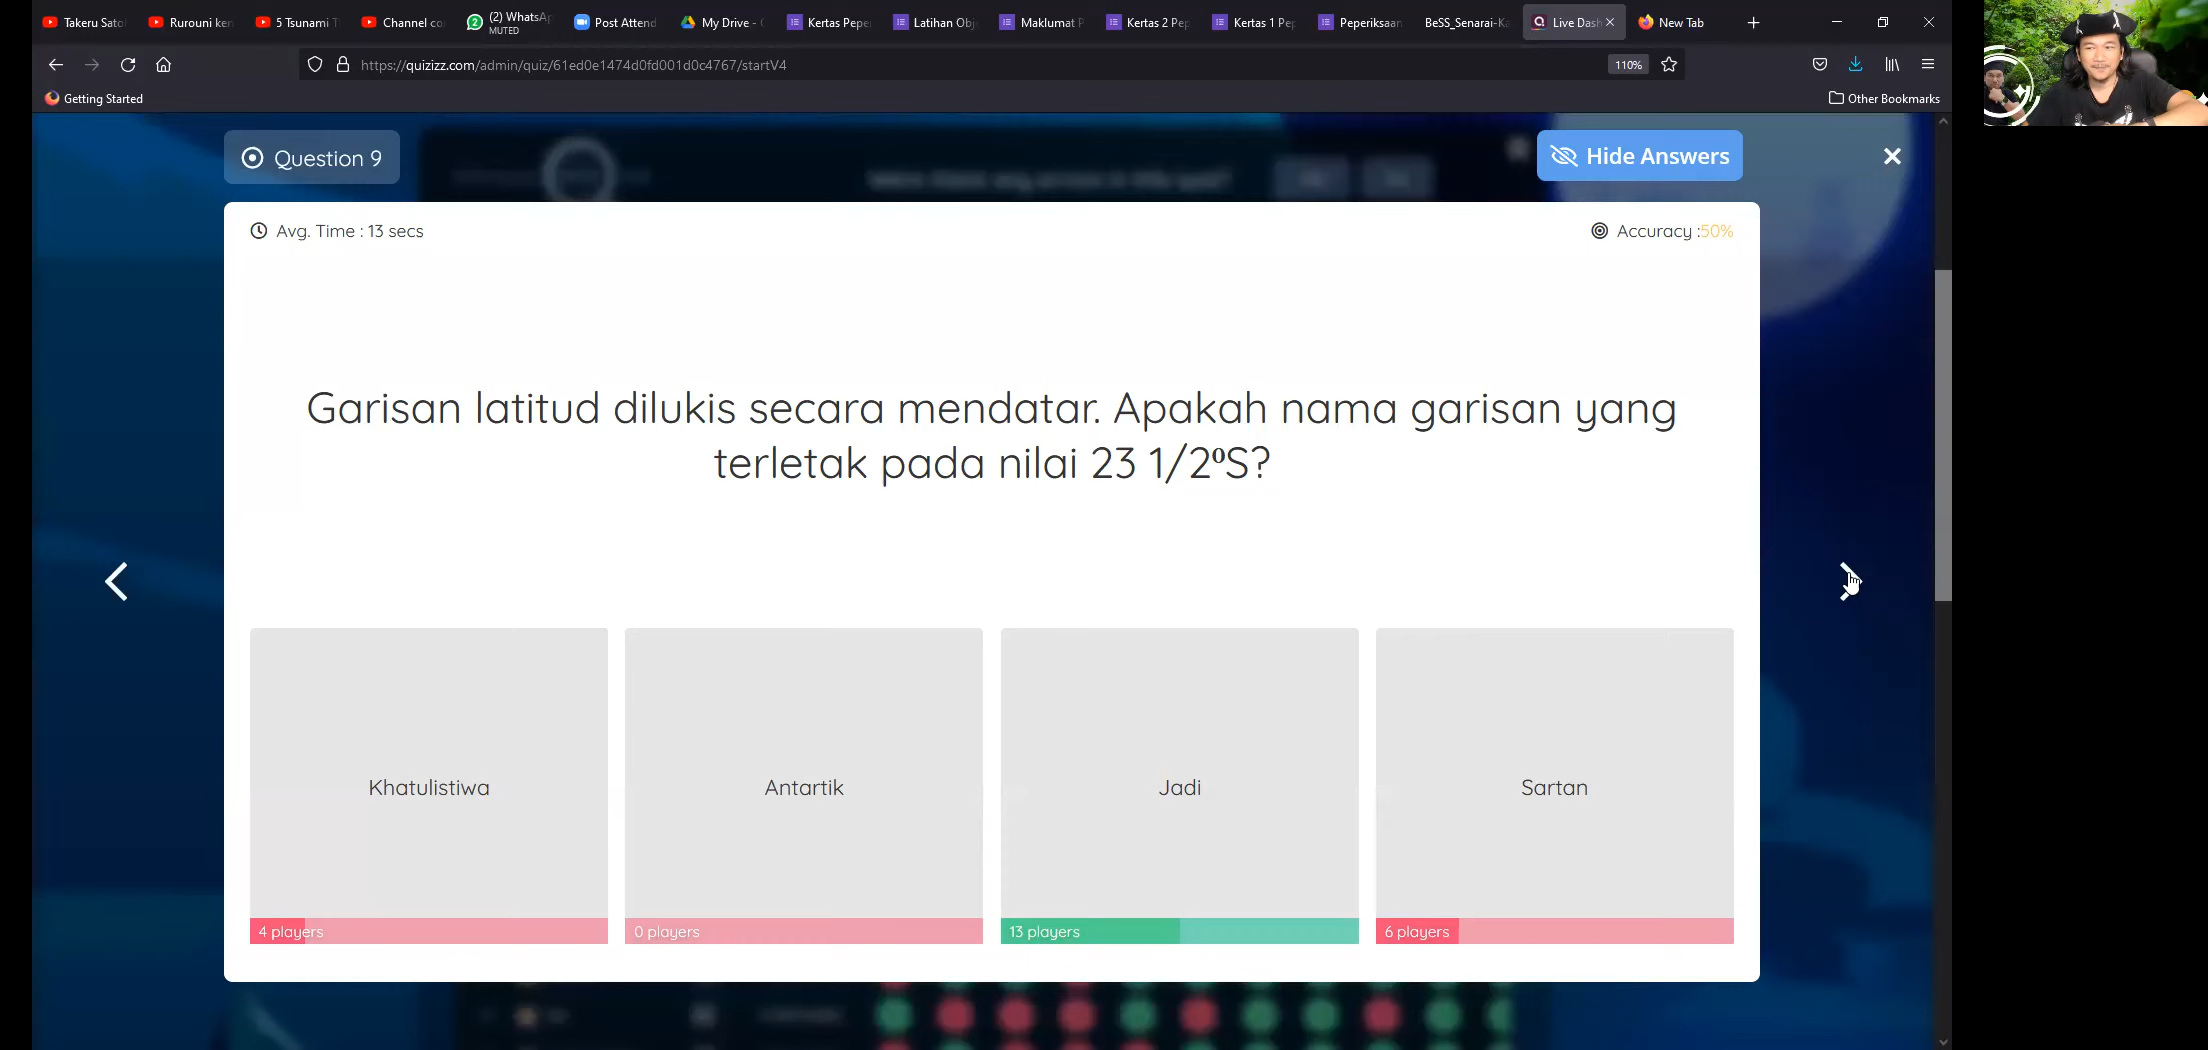 Takeru Sato
Rurouni ken
5 Tsunami T
Channel co
(2) WhatsAp
MUTED
Post Attend
My Drive - G
Kertas Pepe
Latihan Obj
Maklumat P
Kertas 2 Pep
Kertas 1 Pep
Peperiksaan
BeSS_Senarai-Ka
Live Dash
New Tab
https://quizizz.com/admin/quiz/61ed0e1474d0fd001d0c4767/startV4
110%
Getting Started
Other Bookmarks
Question 9
Hide Answers
Avg. Time : 13 secs
Accuracy :50%
Garisan latitud dilukis secara mendatar. Apakah nama garisan yang
terletak pada nilai 23 1/2⁰S?
Khatulistiwa
Antartik
Jadi
Sartan
4 players
0 players
13 players
6 players